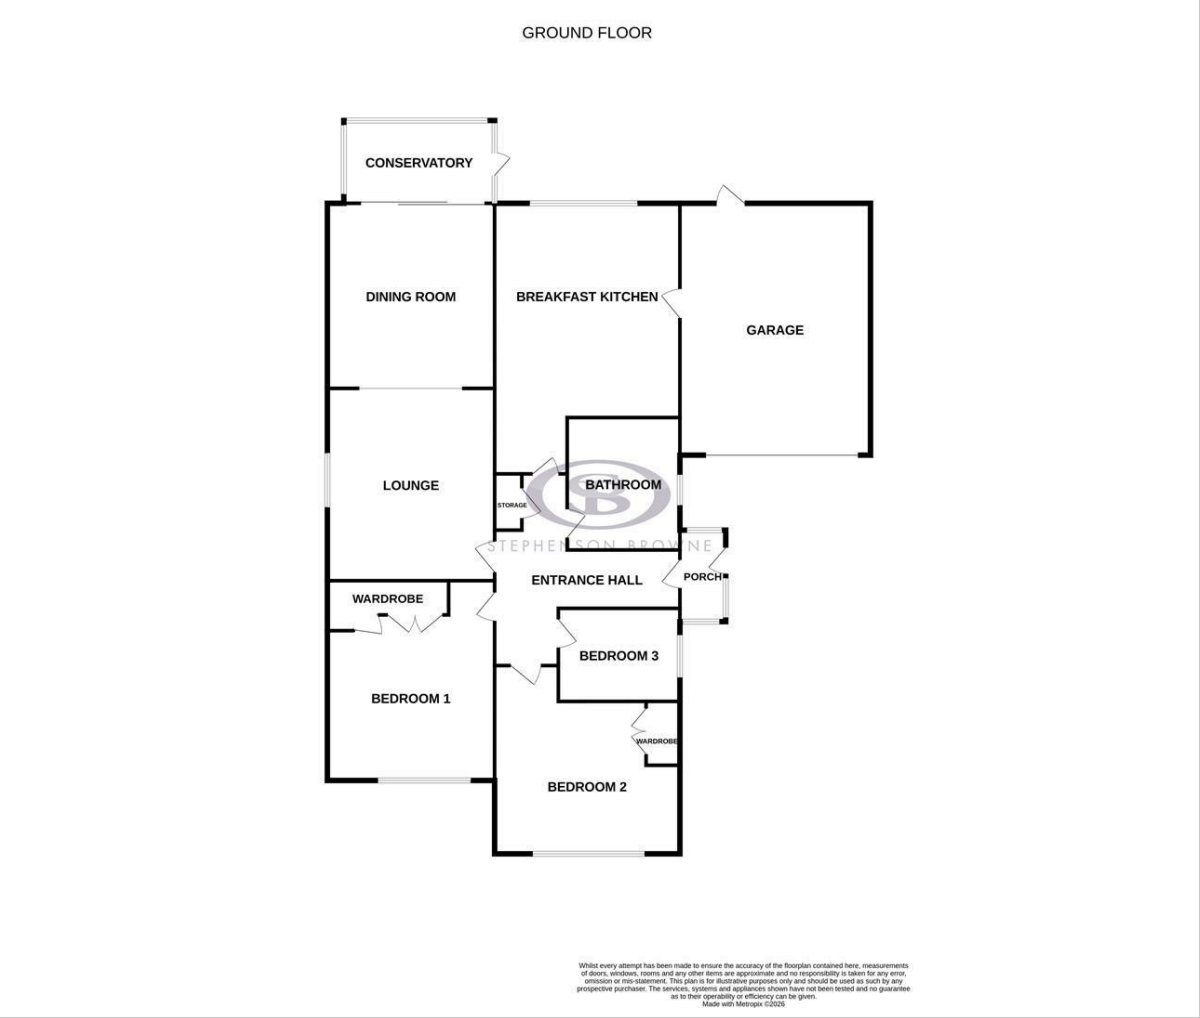 GROUND FLOOR
CONSERVATORY
DINING ROOM
BREAKFAST KITCHEN
GARAGE
LOUNGE
BATHROOM
STORAGE
STEPHENSON BROWNE
ENTRANCE HALL
PORCH
WARDROBE
BEDROOM 3
BEDROOM 1
WARDROBE
BEDROOM 2
Whilst every attempt has been made to ensure the accuracy of the floorplan contained here, measurements
of doors, windows, rooms and any other items are approximate and no responsibility is taken for any error,
omission or mis-statement. This plan is for illustrative purposes only and should be used as such by any
prospective purchaser. The services, systems and appliances shown have not been tested and no guarantee
as to their operability or efficiency can be given.
Made with Metropix ©2026